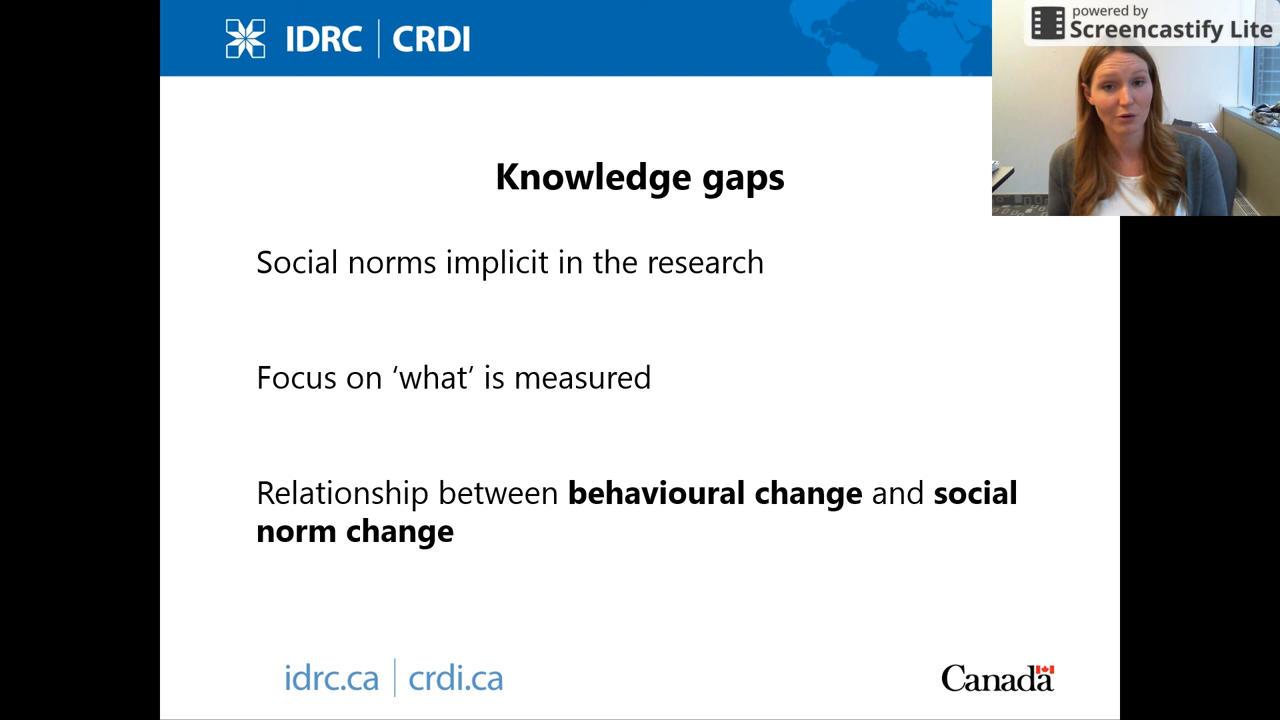 IDRC | CRDI
powered by
Screencastify Lite
Knowledge gaps
Social norms implicit in the research
Focus on ‘what’ is measured
Relationship between behavioural change and social
norm change
idrc.ca | crdi.ca
Canada